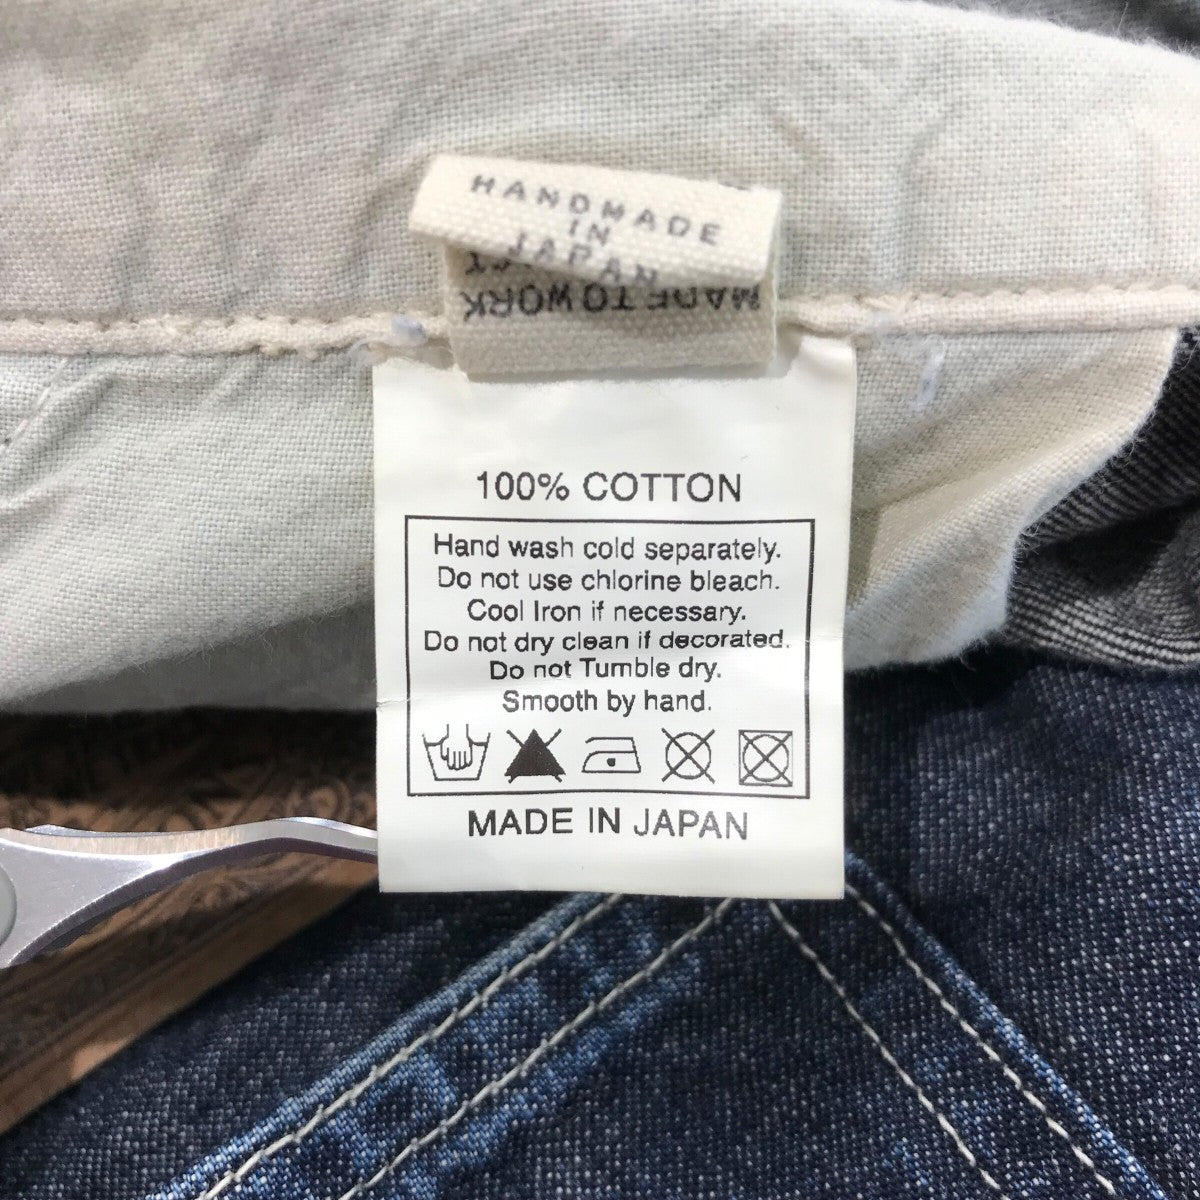 HANDMADE
IN
JAPAN
MADE TO WORK
100% COTTON
Hand wash cold separately.
Do not use chlorine bleach.
Cool Iron if necessary.
Do not dry clean if decorated.
Do not Tumble dry.
Smooth by hand.
MADE IN JAPAN